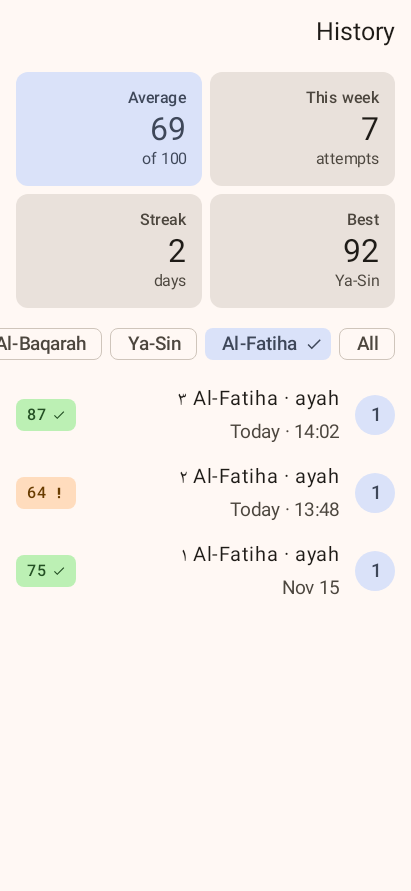 History
This week
7
attempts
Average
69
of 100
Best
92
Ya-Sin
Streak
2
days
All
Al-Fatiha
Ya-Sin
Al-Baqarah
1
Al-Fatiha · ayah ٣
Today · 14:02
87
1
Al-Fatiha · ayah ٢
Today · 13:48
64 !
1
Al-Fatiha · ayah ١
Nov 15
75